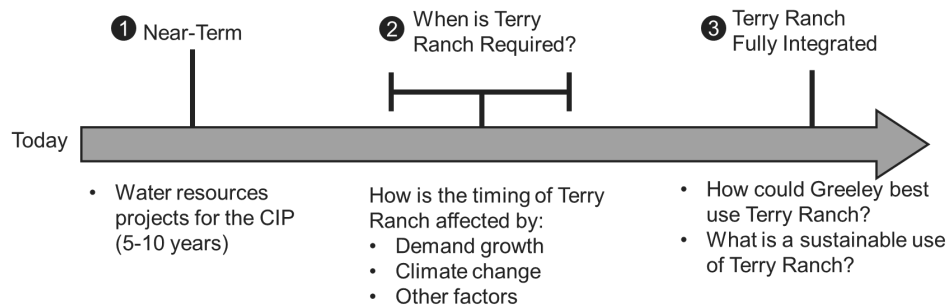 1 Near-Term
2 When is Terry
Ranch Required?
3 Terry Ranch
Fully Integrated
Today
• Water resources
projects for the CIP
(5-10 years)
How is the timing of Terry
Ranch affected by:
• Demand growth
• Climate change
• Other factors
• How could Greeley best
use Terry Ranch?
• What is a sustainable use
of Terry Ranch?